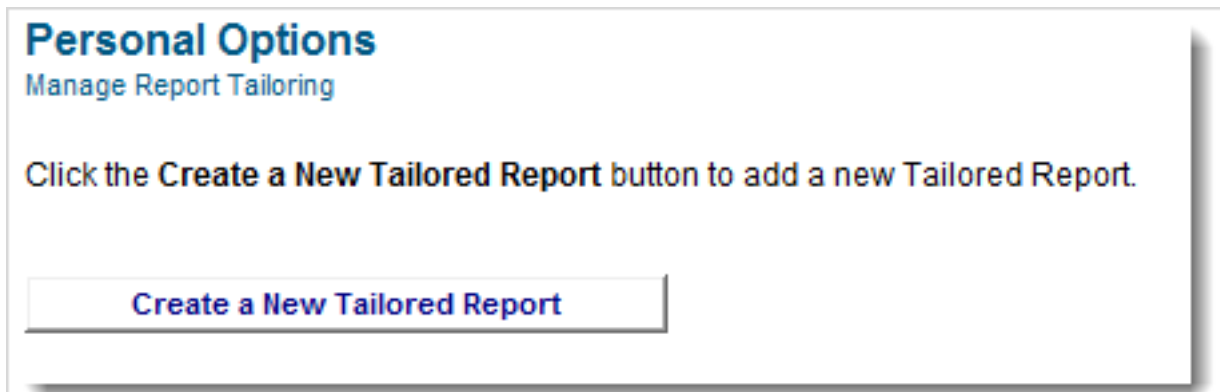 Personal Options
Manage Report Tailoring
Click the Create a New Tailored Report button to add a new Tailored Report.
Create a New Tailored Report